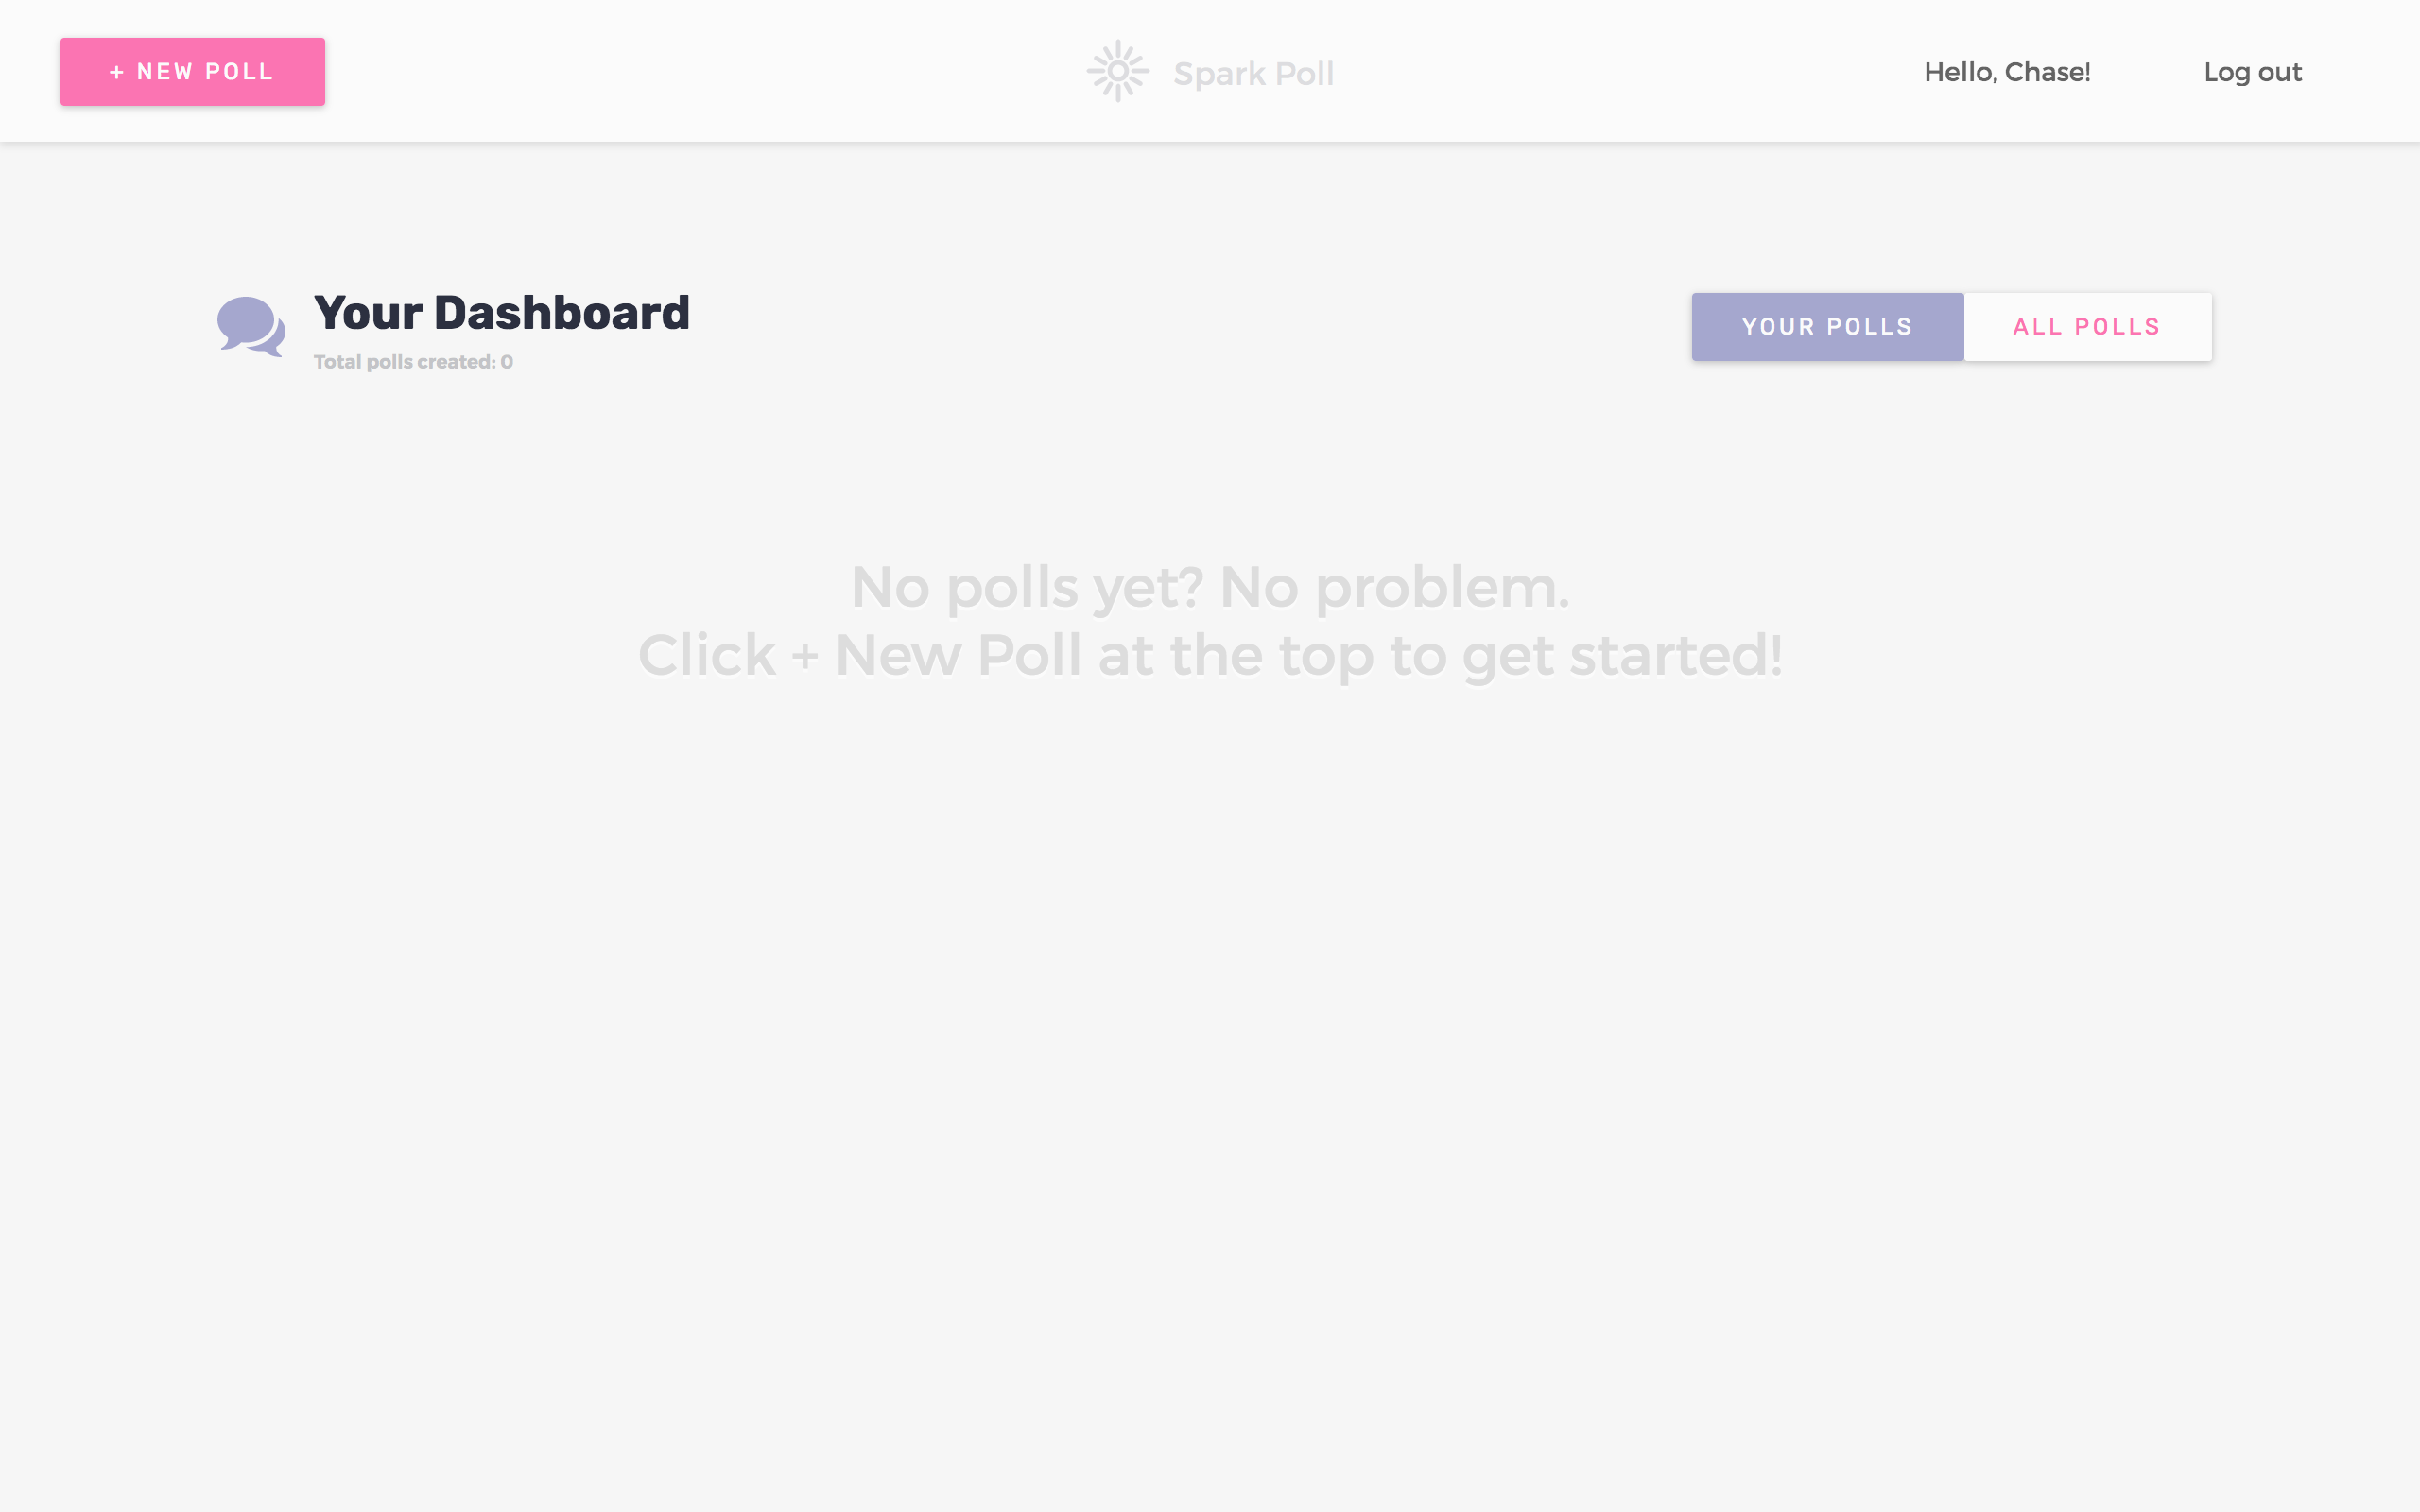 + NEW POLL
Spark Poll
Hello, Chase!
Log out
Your Dashboard
Total polls created: 0
YOUR POLLS
ALL POLLS
No polls yet? No problem.
Click + New Poll at the top to get started!